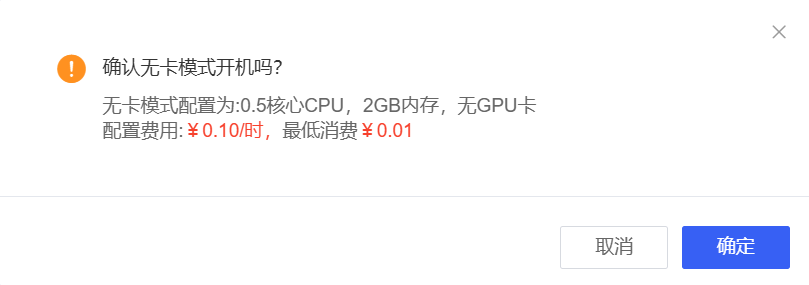 确认无卡模式开机吗?
无卡模式配置为:0.5核心CPU，2GB内存，无GPU卡
配置费用:￥0.10/时，最低消费￥0.01
取消
确定